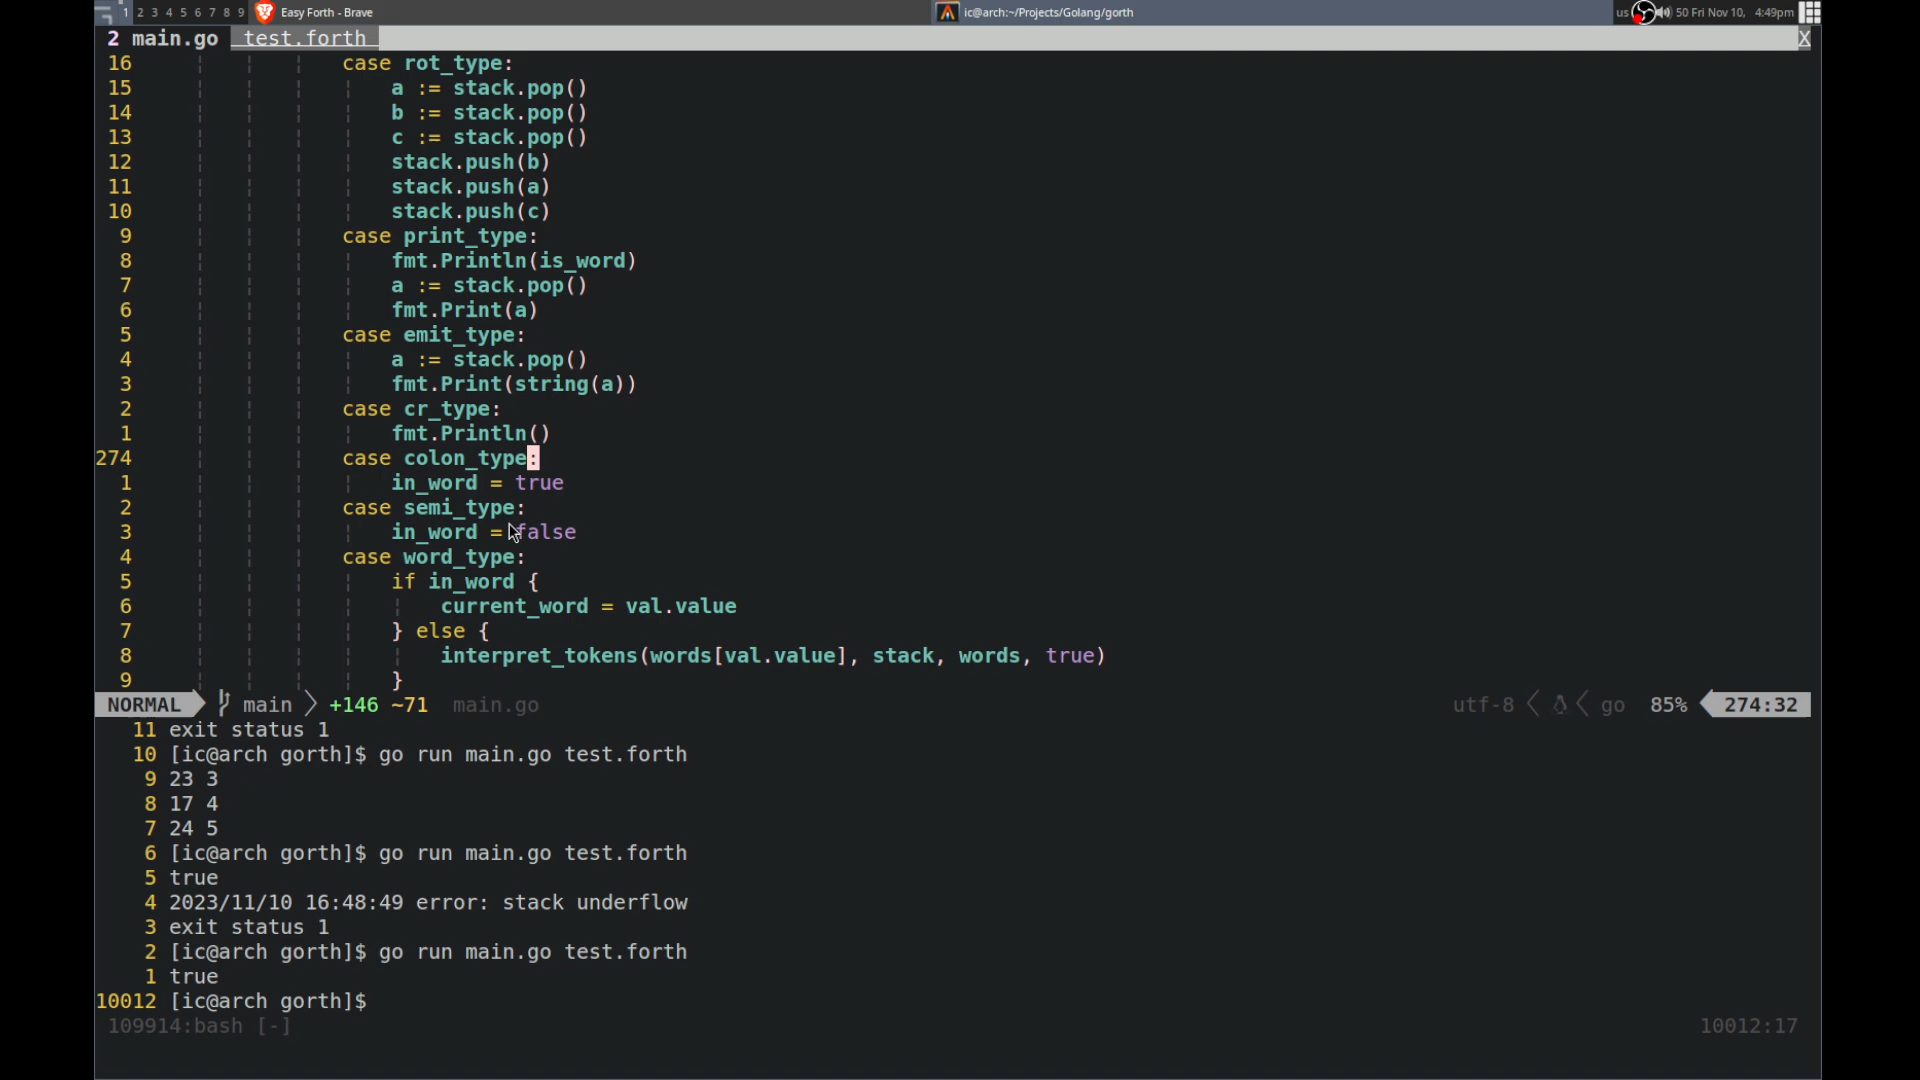 1 2 3 4 5 6 7 8 9 Easy Forth - Brave ic@arch:~/Projects/Golang/gorth us 50 Fri Nov 10, 4:49pm
2 main.go test.forth X
16 case rot_type:
15 a := stack.pop()
14 b := stack.pop()
13 c := stack.pop()
12 stack.push(b)
11 stack.push(a)
10 stack.push(c)
9 case print_type:
8 fmt.Println(is_word)
7 a := stack.pop()
6 fmt.Print(a)
5 case emit_type:
4 a := stack.pop()
3 fmt.Print(string(a))
2 case cr_type:
1 fmt.Println()
274 case colon_type:
1 in_word = true
2 case semi_type:
3 in_word = false
4 case word_type:
5 if in_word {
6 current_word = val.value
7 } else {
8 interpret_tokens(words[val.value], stack, words, true)
9 }
NORMAL main +146 ~71 main.go utf-8 go 85% 274:32
11 exit status 1
10 [ic@arch gorth]$ go run main.go test.forth
9 23 3
8 17 4
7 24 5
6 [ic@arch gorth]$ go run main.go test.forth
5 true
4 2023/11/10 16:48:49 error: stack underflow
3 exit status 1
2 [ic@arch gorth]$ go run main.go test.forth
1 true
10012 [ic@arch gorth]$
109914:bash [-] 10012:17